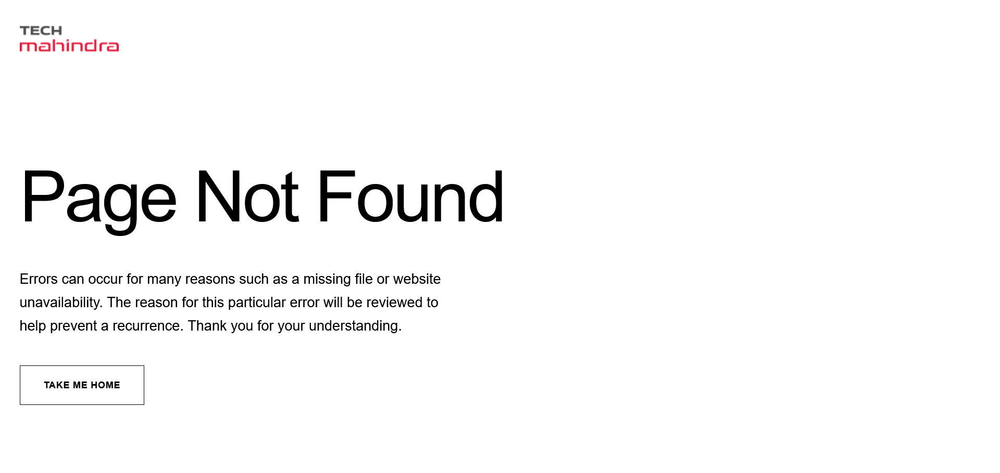 TECH
mahindra
Page Not Found
Errors can occur for many reasons such as a missing file or website
unavailability. The reason for this particular error will be reviewed to
help prevent a recurrence. Thank you for your understanding.
TAKE ME HOME